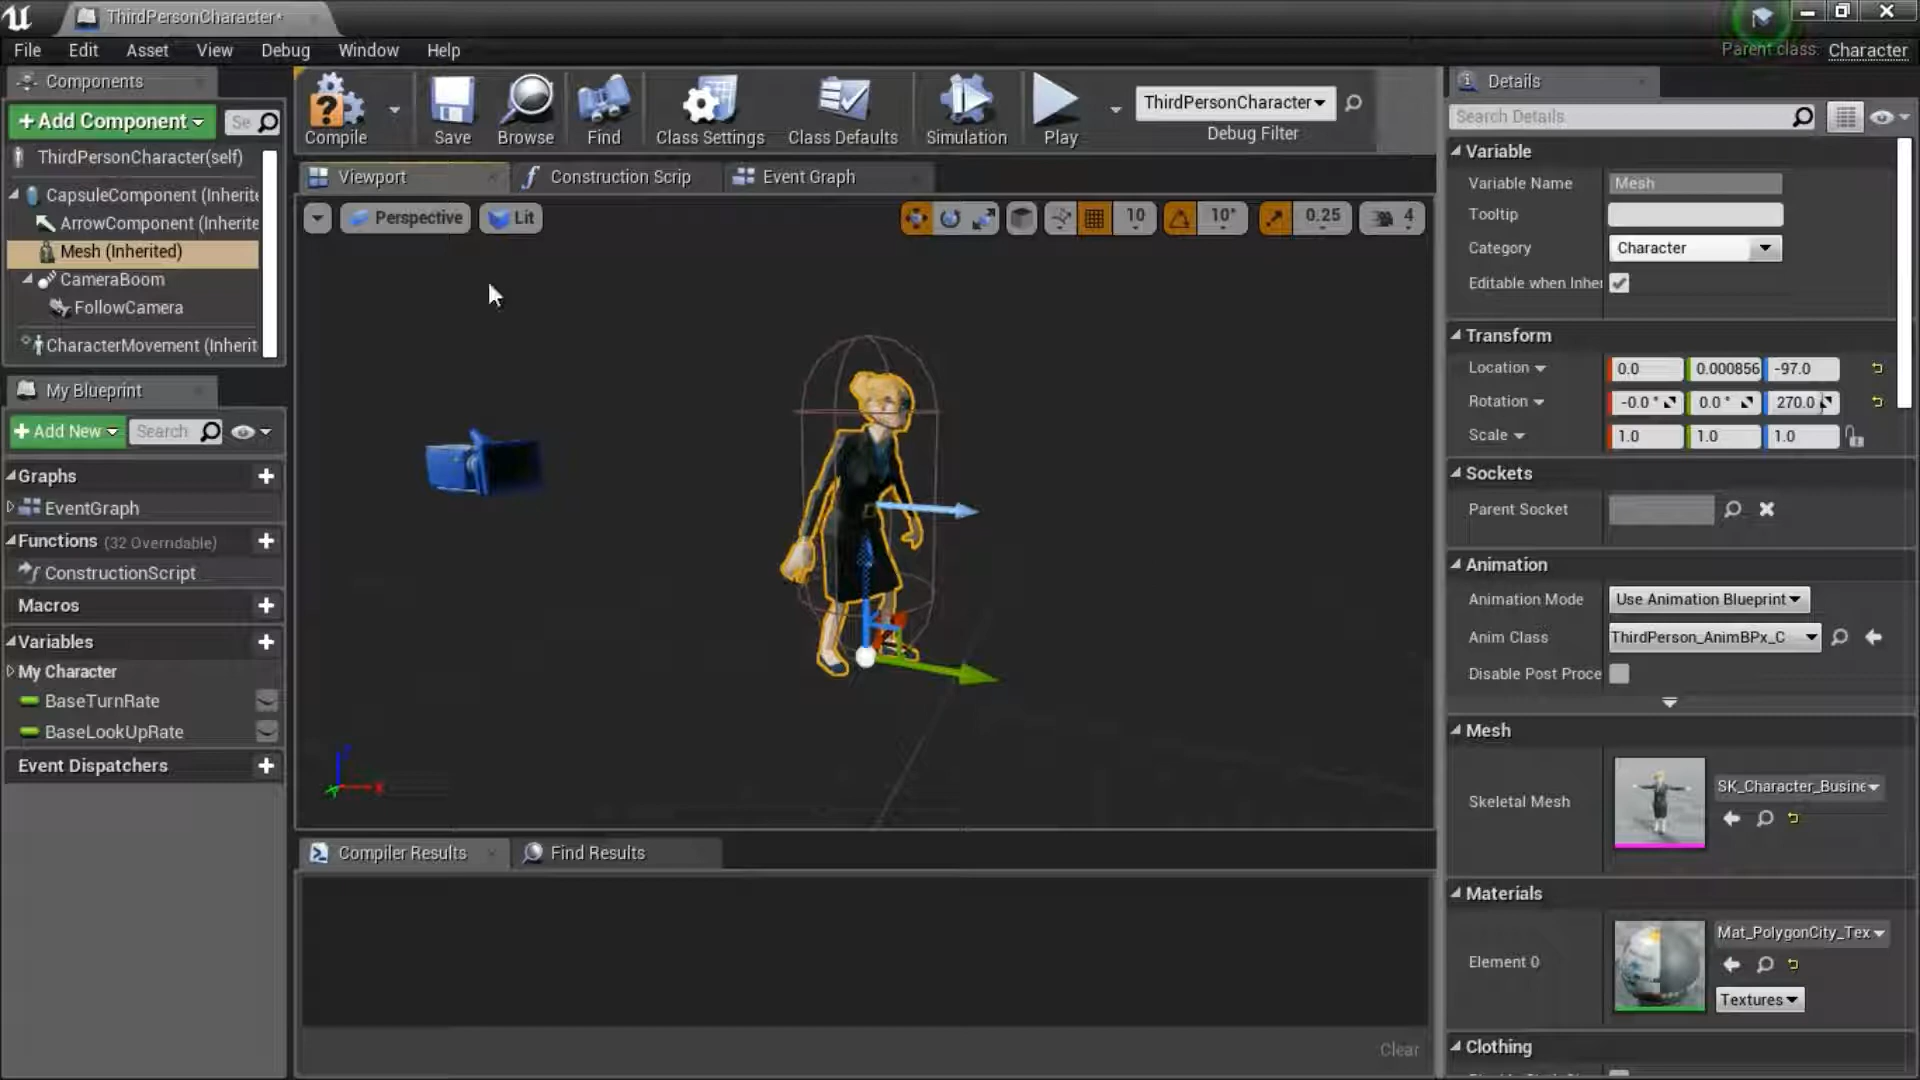 ThirdPersonCharacter*
File Edit Asset View Debug Window Help
Parent class: Character
Components
+Add Component
Se
ThirdPersonCharacter(self)
CapsuleComponent (Inherite
ArrowComponent (Inherite
Mesh (Inherited)
CameraBoom
FollowCamera
CharacterMovement (Inherit
My Blueprint
+Add New
Search
Graphs
EventGraph
Functions (32 Overridable)
ConstructionScript
Macros
Variables
My Character
BaseTurnRate
BaseLookUpRate
Event Dispatchers
Compile
Save
Browse
Find
Class Settings
Class Defaults
Simulation
Play
ThirdPersonCharacter
Debug Filter
Viewport
Construction Scrip
Event Graph
Perspective
Lit
10
10°
0.25
4
Compiler Results
Find Results
Clear
Details
Search Details
Variable
Variable Name Mesh
Tooltip
Category Character
Editable when Inher
Transform
Location 0.0 0.000856 -97.0
Rotation -0.0 ° 0.0 ° 270.0
Scale 1.0 1.0 1.0
Sockets
Parent Socket
Animation
Animation Mode Use Animation Blueprint
Anim Class ThirdPerson_AnimBPx_C
Disable Post Proce
Mesh
Skeletal Mesh SK_Character_Busine
Materials
Element 0 Mat_PolygonCity_Tex
Textures
Clothing